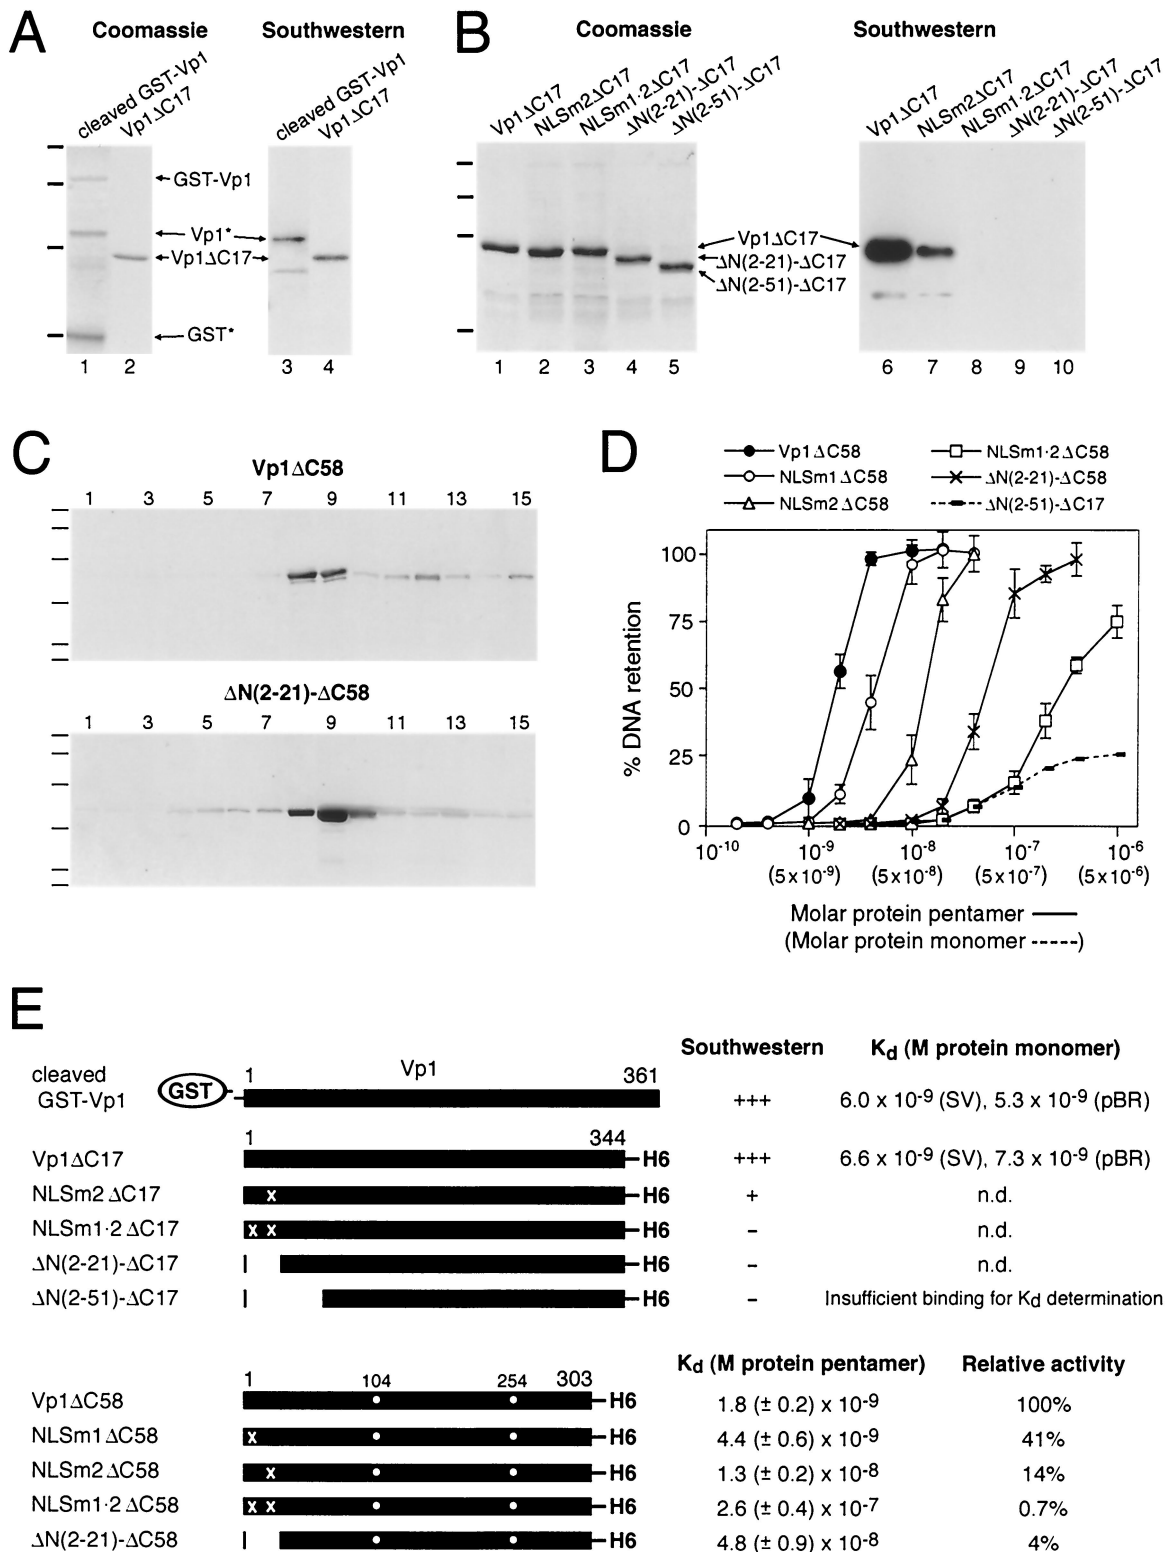 A
Coomassie
Southwestern
cleaved GST-Vp1
Vp1ΔC17
cleaved GST-Vp1
Vp1ΔC17
GST-Vp1
Vp1*
Vp1ΔC17
GST*
1 2 3 4
B
Coomassie
Southwestern
Vp1ΔC17
NLSm2ΔC17
NLSm1·2ΔC17
ΔN(2-21)-ΔC17
ΔN(2-51)-ΔC17
Vp1ΔC17
NLSm2ΔC17
NLSm1·2ΔC17
ΔN(2-21)-ΔC17
ΔN(2-51)-ΔC17
Vp1ΔC17
ΔN(2-21)-ΔC17
ΔN(2-51)-ΔC17
1 2 3 4 5 6 7 8 9 10
C
Vp1ΔC58
1 3 5 7 9 11 13 15
ΔN(2-21)-ΔC58
1 3 5 7 9 11 13 15
D
Vp1ΔC58
NLSm1ΔC58
NLSm2ΔC58
NLSm1·2ΔC58
ΔN(2-21)-ΔC58
ΔN(2-51)-ΔC17
% DNA retention
100
75
50
25
0
10-10 10-9 10-8 10-7 10-6
(5x10-9) (5x10-8) (5x10-7) (5x10-6)
Molar protein pentamer
(Molar protein monomer -----)
E
Southwestern Kd (M protein monomer)
cleaved
GST-Vp1 GST 1 Vp1 361 +++ 6.0 x 10-9 (SV), 5.3 x 10-9 (pBR)
1 344
Vp1ΔC17 H6 +++ 6.6 x 10-9 (SV), 7.3 x 10-9 (pBR)
NLSm2ΔC17 x H6 + n.d.
NLSm1·2ΔC17 x x H6 – n.d.
ΔN(2-21)-ΔC17 H6 – n.d.
ΔN(2-51)-ΔC17 H6 – Insufficient binding for Kd determination
Kd (M protein pentamer) Relative activity
1 104 254 303
Vp1ΔC58 H6 1.8 (± 0.2) x 10-9 100%
NLSm1ΔC58 x H6 4.4 (± 0.6) x 10-9 41%
NLSm2ΔC58 x H6 1.3 (± 0.2) x 10-8 14%
NLSm1·2ΔC58 x x H6 2.6 (± 0.4) x 10-7 0.7%
ΔN(2-21)-ΔC58 H6 4.8 (± 0.9) x 10-8 4%